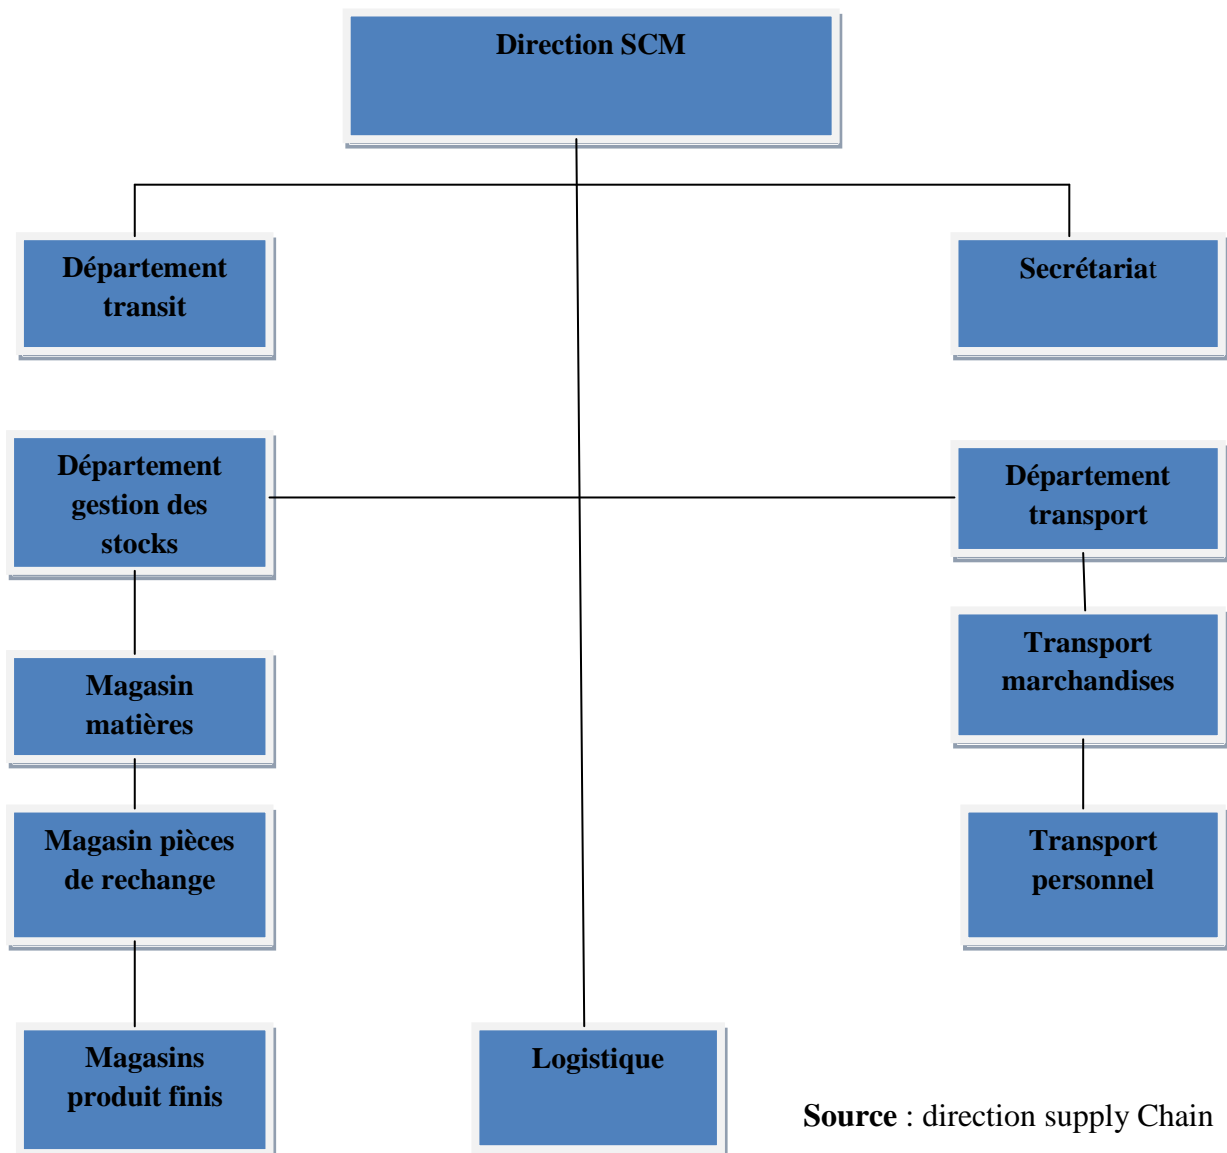 Direction SCM
Département
transit
Secrétariat
Département
gestion des
stocks
Département
transport
Magasin
matières
Transport
marchandises
Magasin pièces
de rechange
Transport
personnel
Magasins
produit finis
Logistique
Source : direction supply Chain